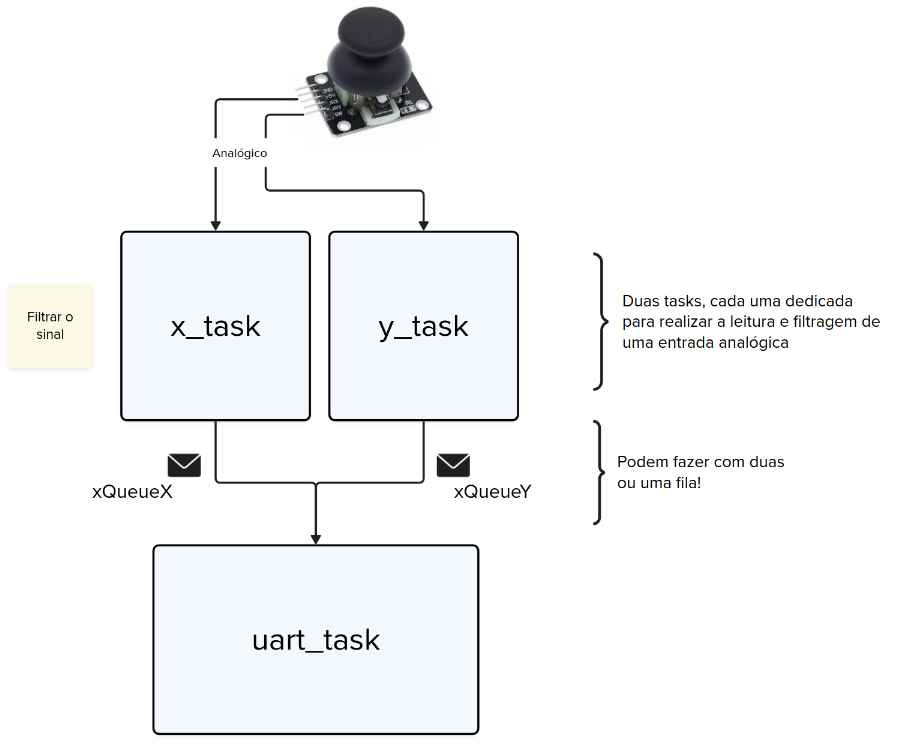 Analógico
x_task
y_task
Filtrar o
sinal
Duas tasks, cada uma dedicada
para realizar a leitura e filtragem de
uma entrada analógica
xQueueX
xQueueY
Podem fazer com duas
ou uma fila!
uart_task